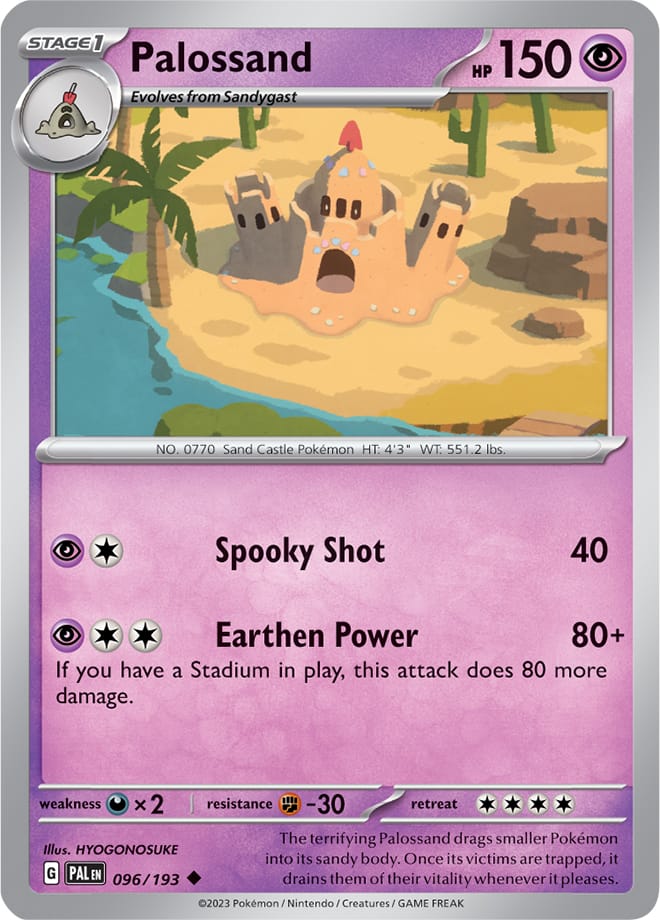 STAGE1
Palossand
HP 150
Evolves from Sandygast
NO. 0770 Sand Castle Pokémon HT: 4'3" WT: 551.2 lbs.
Spooky Shot 40
Earthen Power 80+
If you have a Stadium in play, this attack does 80 more
damage.
weakness ×2 resistance -30 retreat
Illus. HYOGONOSUKE
G PAL EN 096/193
The terrifying Palossand drags smaller Pokémon
into its sandy body. Once its victims are trapped, it
drains them of their vitality whenever it pleases.
©2023 Pokémon / Nintendo / Creatures / GAME FREAK